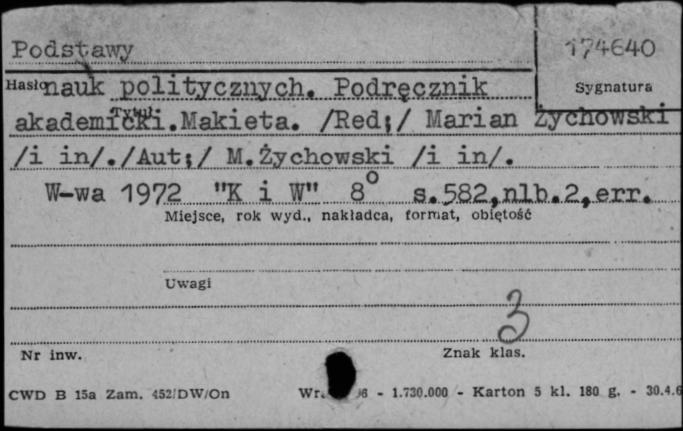 Podstawy
174640
Hasło
nauk politycznych. Podręcznik
Sygnatura
Tytuł
akademicki.Makieta. /Red;/ Marian Żychowski
/i in/./Aut;/ M.Żychowski /i in/.
W-wa 1972 "K i W" 8° s.582,nlb.2,err.
Miejsce, rok wyd., nakładca, format, objętość
Uwagi
3
Nr inw.
Znak klas.
CWD B 15a Zam. 452/DW/On - 1.730.000 - Karton 5 kl. 180 g. - 30.4.6